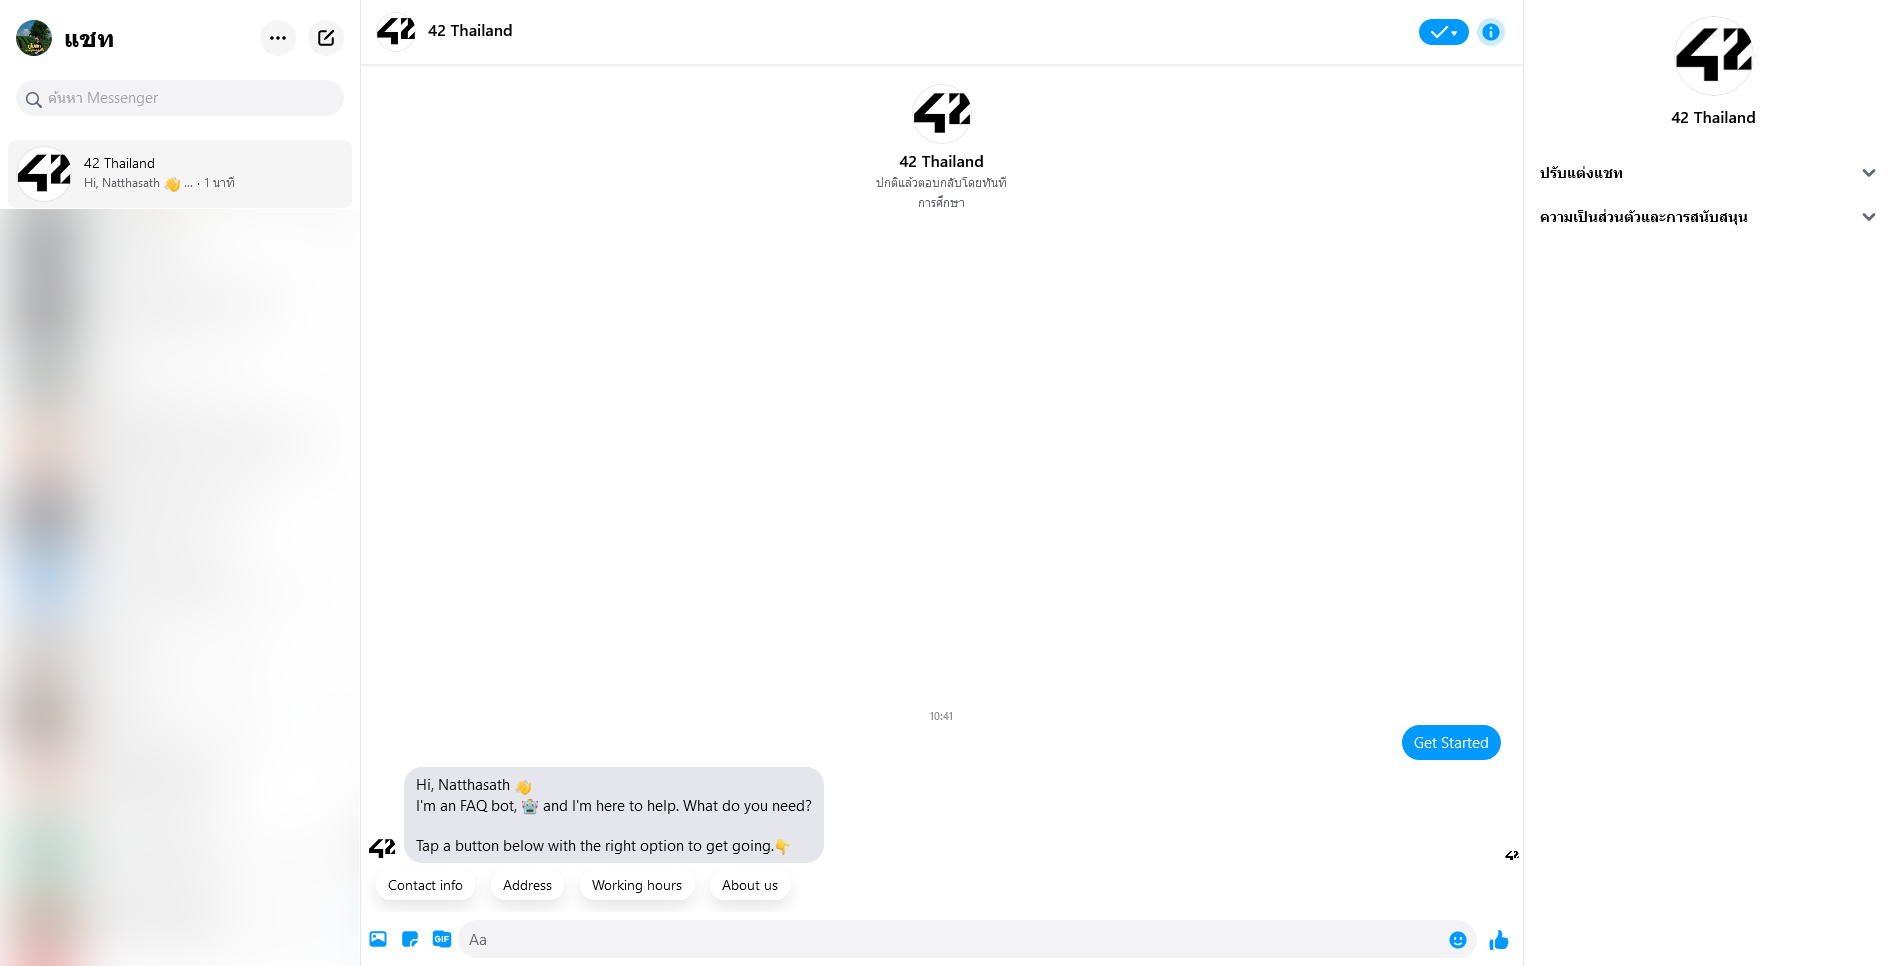 แชท
ค้นหา Messenger
42 Thailand
Hi, Natthasath 👋 ... · 1 นาที
42 Thailand
42
42 Thailand
ปกติแล้วตอบกลับโดยทันที
การศึกษา
10:41
Get Started
Hi, Natthasath 👋
I'm an FAQ bot, 🤖 and I'm here to help. What do you need?
Tap a button below with the right option to get going.👇
Contact info
Address
Working hours
About us
GIF
Aa
42
42 Thailand
ปรับแต่งแชท
ความเป็นส่วนตัวและการสนับสนุน